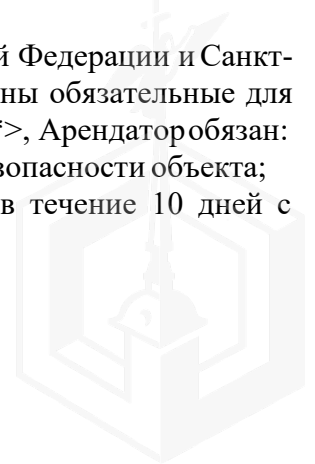 й Федерации и Санкт-
ны обязательные для
>, Арендатор обязан:
зопасности объекта;
в течение 10 дней с